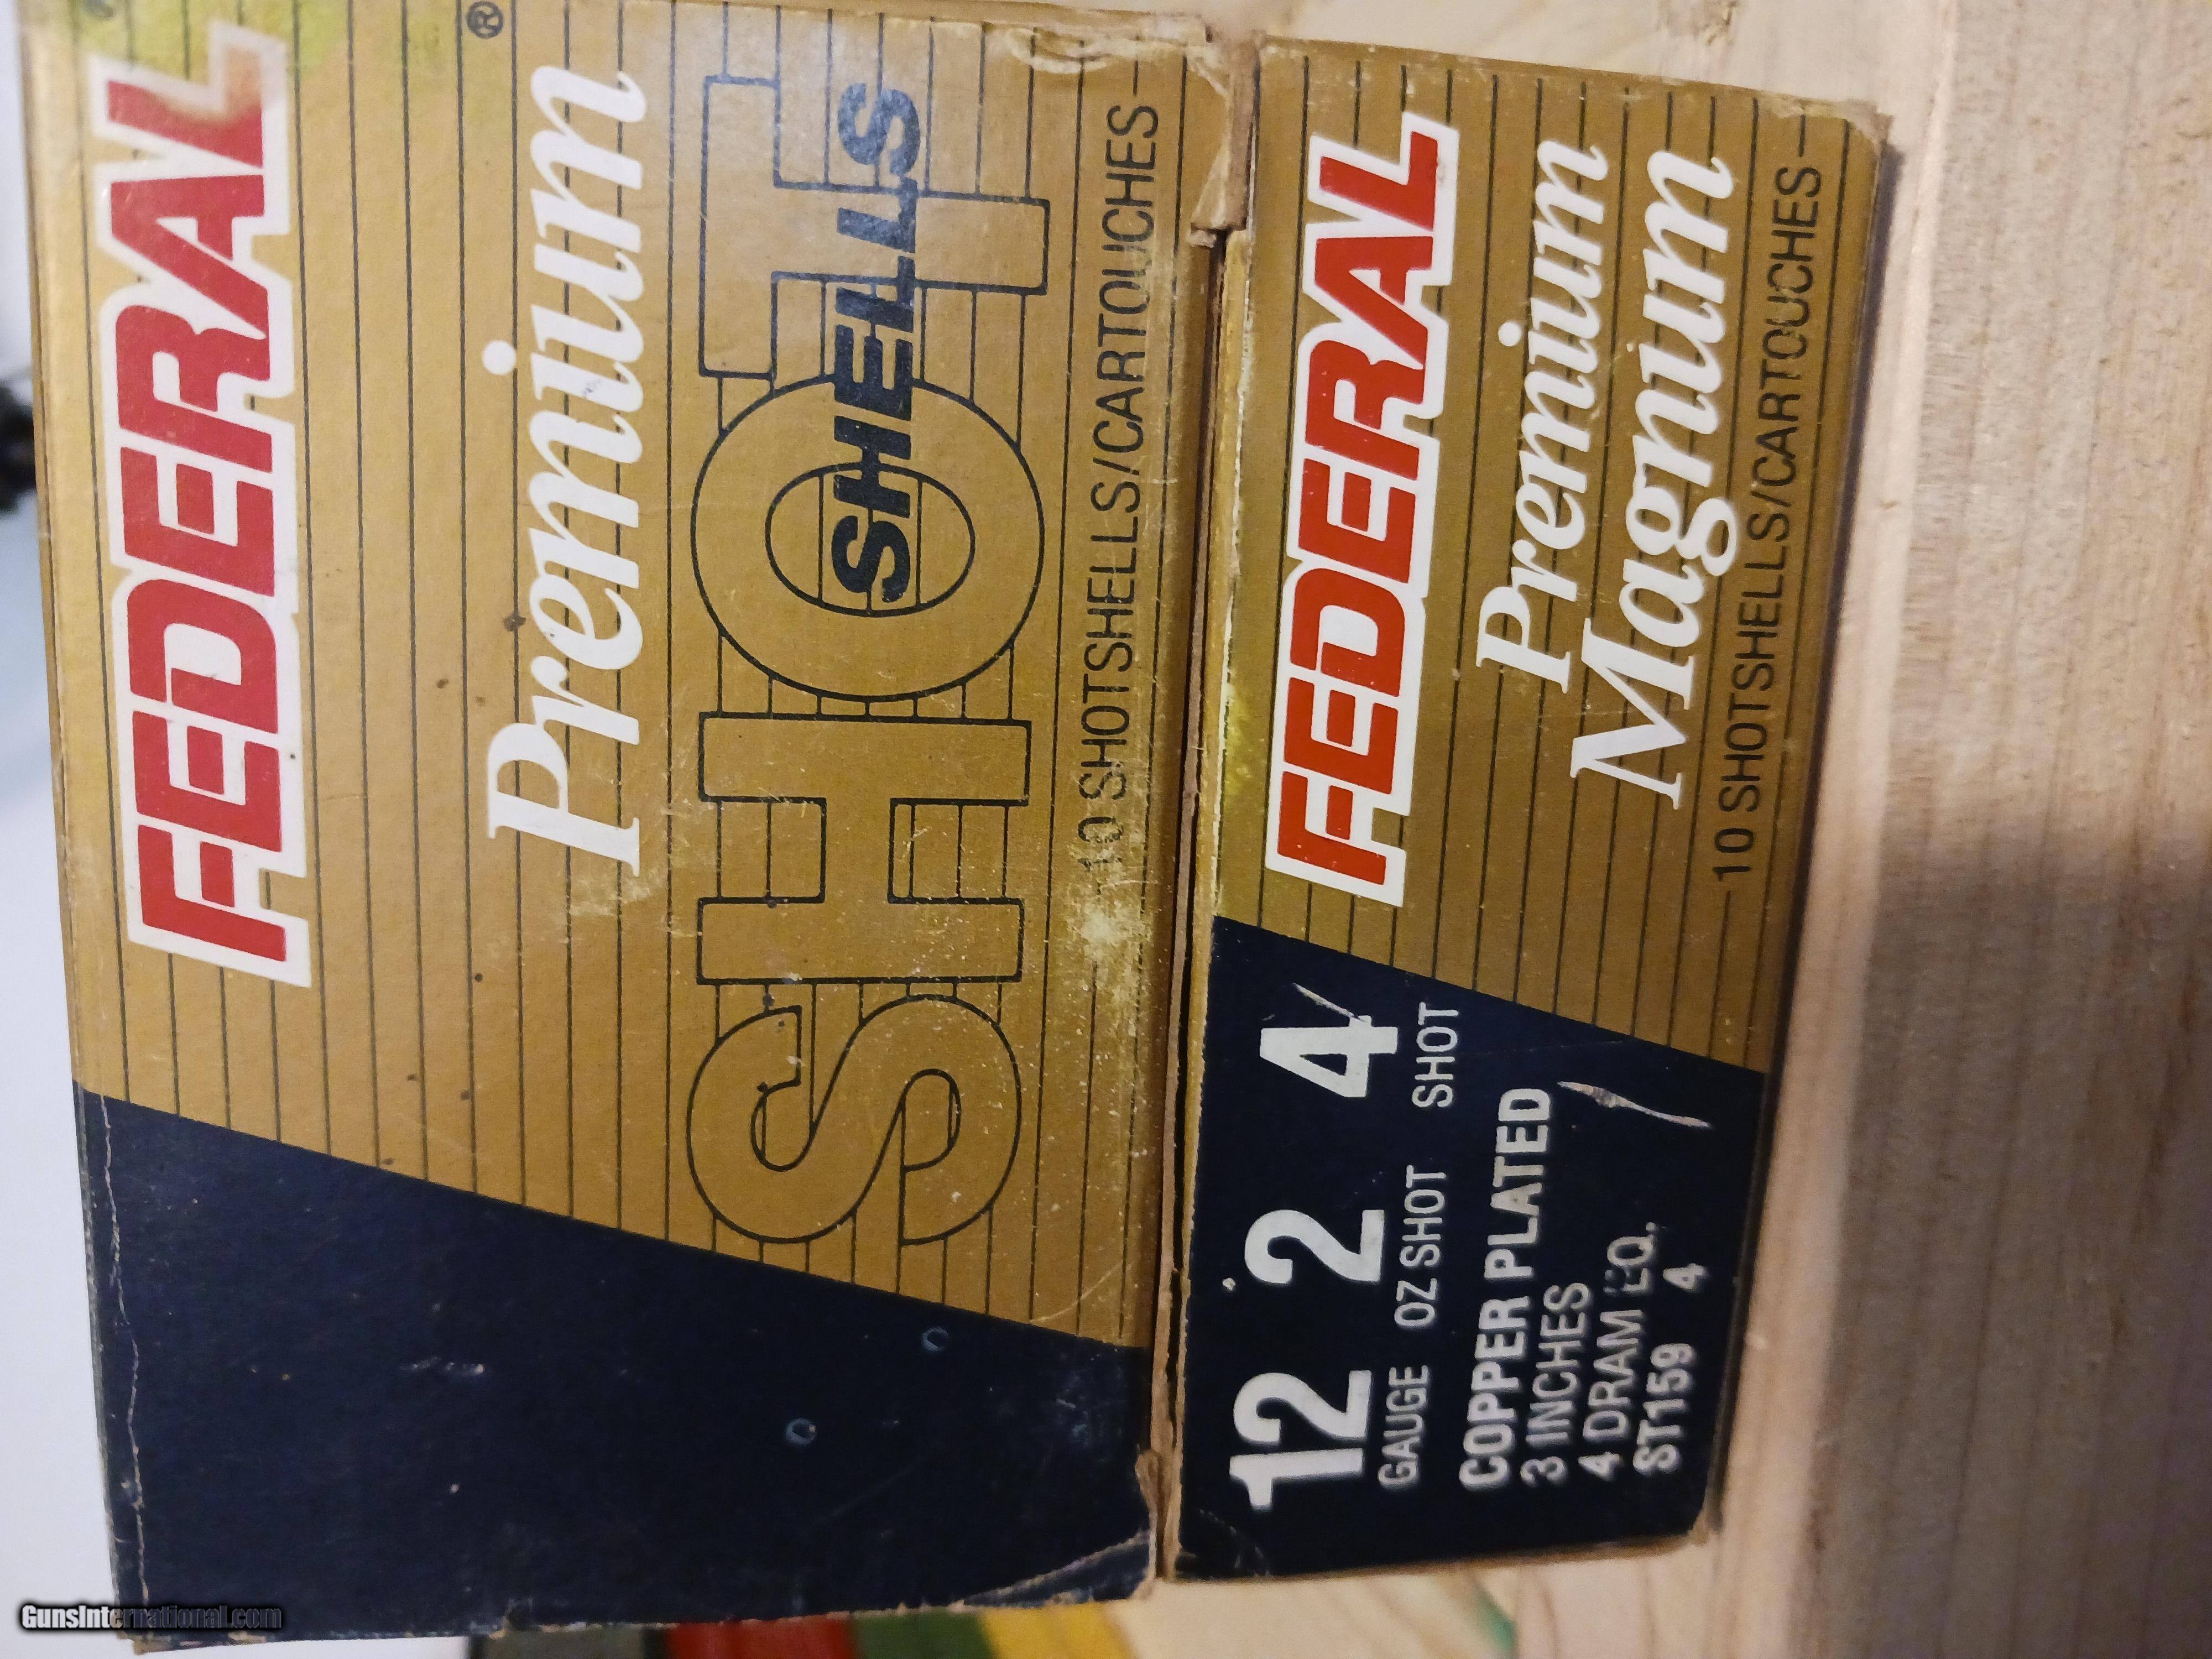 FEDERAL
®
Premium
SHOT
SHELLS
10 SHOTSHELLS/CARTOUCHES
FEDERAL
Premium
Magnum
10 SHOTSHELLS/CARTOUCHES
12 2 4
GAUGE OZ SHOT SHOT
COPPER PLATED
3 INCHES
4 DRAM EQ.
ST159 4
GunsInternational.com